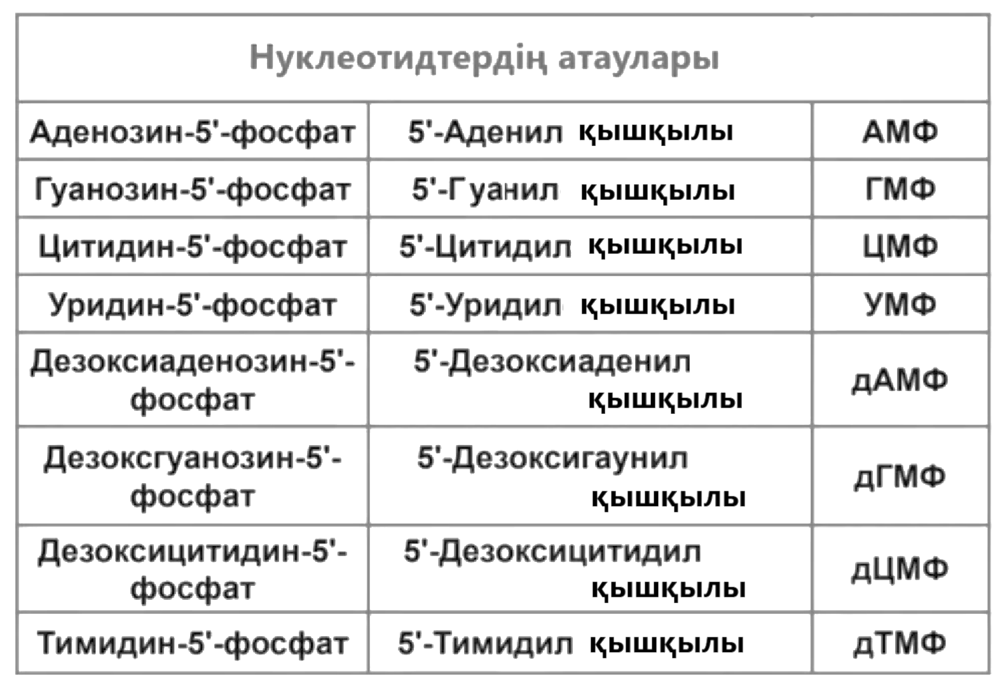 Нуклеотидтердің атаулары
Аденозин-5'-фосфат 5'-Аденил қышқылы АМФ
Гуанозин-5'-фосфат 5'-Гуанил қышқылы ГМФ
Цитидин-5'-фосфат 5'-Цитидил қышқылы ЦМФ
Уридин-5'-фосфат 5'-Уридил қышқылы УМФ
Дезоксиаденозин-5'-
фосфат
5'-Дезоксиаденил
қышқылы
дАМФ
Дезоксгуанозин-5'-
фосфат
5'-Дезоксигаунил
қышқылы
дГМФ
Дезоксицитидин-5'-
фосфат
5'-Дезоксицитидил
қышқылы
дЦМФ
Тимидин-5'-фосфат 5'-Тимидил қышқылы дТМФ